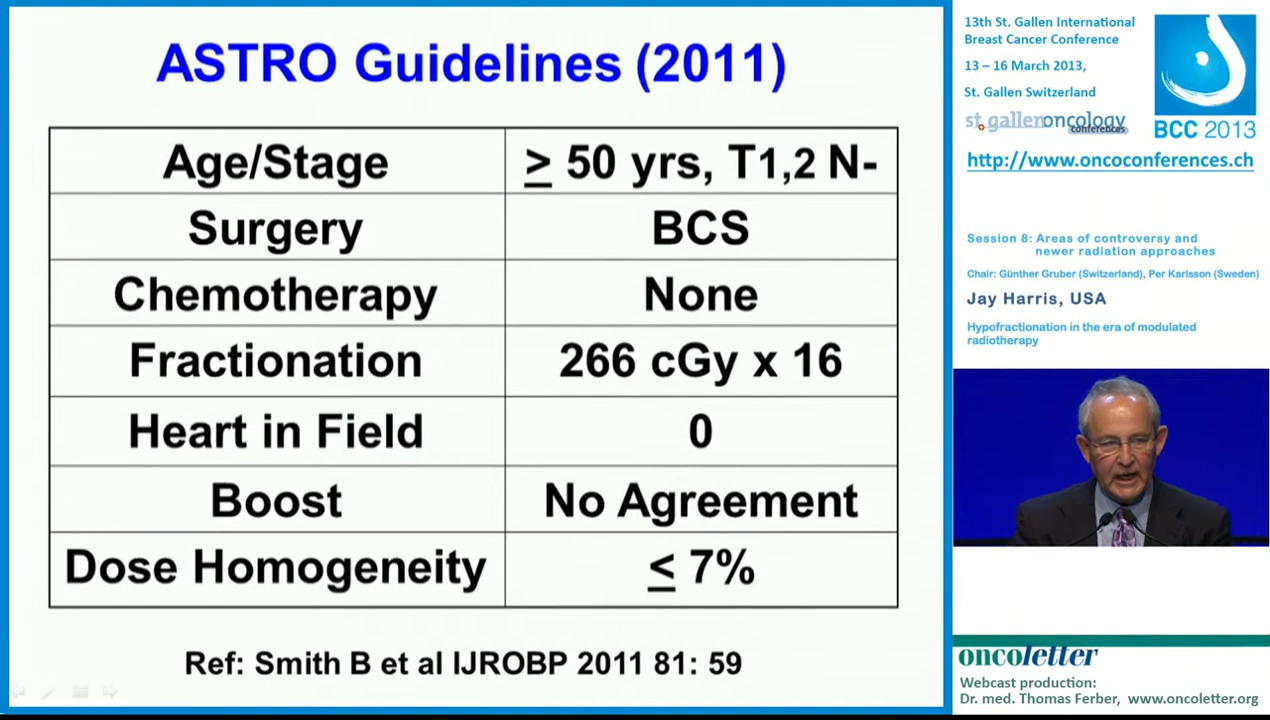 ASTRO Guidelines (2011)
Age/Stage ≥ 50 yrs, T1,2 N-
Surgery BCS
Chemotherapy None
Fractionation 266 cGy x 16
Heart in Field 0
Boost No Agreement
Dose Homogeneity ≤ 7%
Ref: Smith B et al IJROBP 2011 81: 59
13th St. Gallen International
Breast Cancer Conference
13 – 16 March 2013,
St. Gallen Switzerland
st.gallenoncology
conferences
BCC 2013
http://www.oncoconferences.ch
Session 8: Areas of controversy and
newer radiation approaches
Chair: Günther Gruber (Switzerland), Per Karlsson (Sweden)
Jay Harris, USA
Hypofractionation in the era of modulated
radiotherapy
oncoletter
Webcast production:
Dr. med. Thomas Ferber, www.oncoletter.org